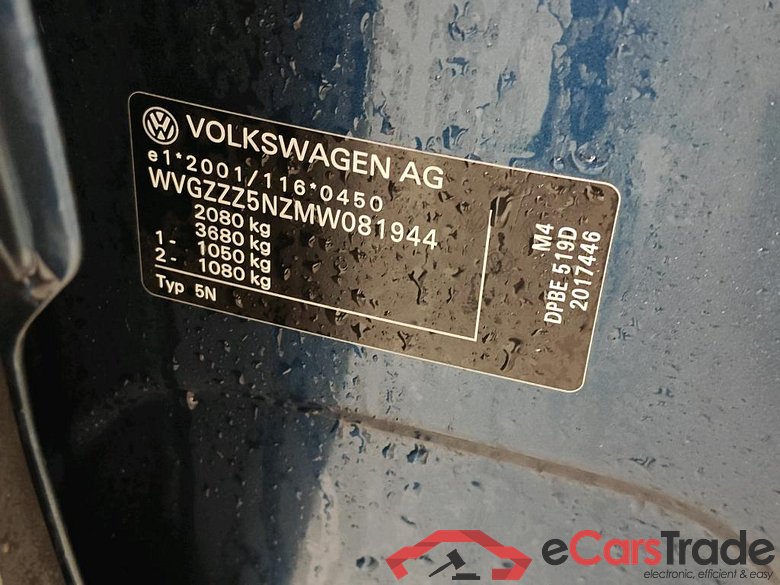 VOLKSWAGEN AG
e1*2001/116*0450
WVGZZZ5NZMW081944
2080 kg
3680 kg
1- 1050 kg
2- 1080 kg
Typ 5N
M4
DPBE 519D
2017446
eCarsTrade
electronic, efficient & easy